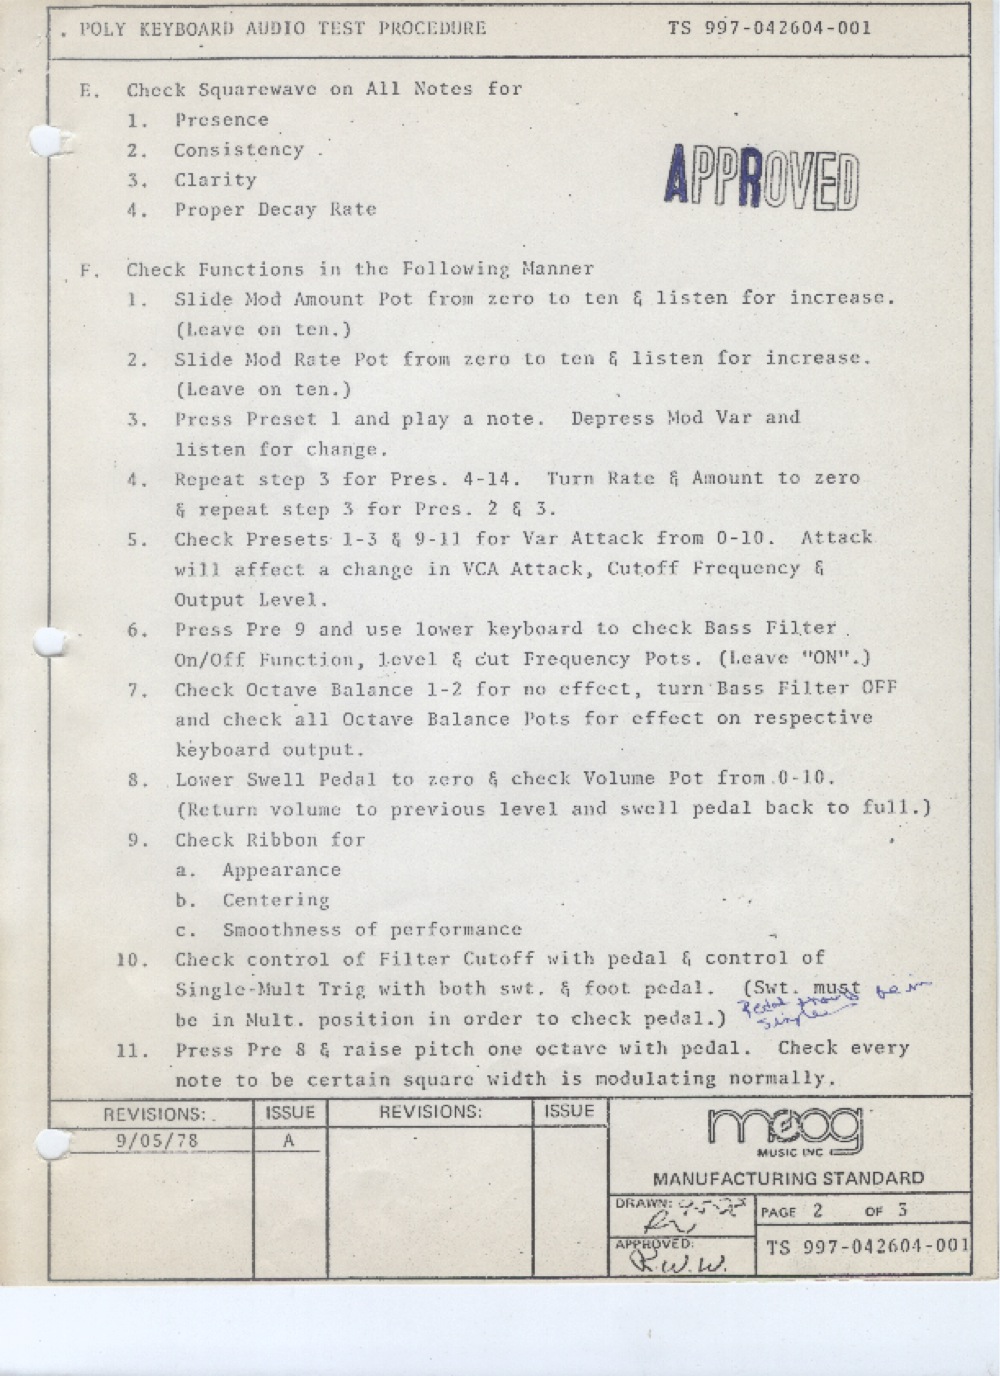 POLY KEYBOARD AUDIO TEST PROCEDURE TS 997-042604-001
E. Check Squarewave on All Notes for
1. Presence
2. Consistency
3. Clarity
4. Proper Decay Rate
APPROVED
F. Check Functions in the Following Manner
1. Slide Mod Amount Pot from zero to ten & listen for increase.
(Leave on ten.)
2. Slide Mod Rate Pot from zero to ten & listen for increase.
(Leave on ten.)
3. Press Preset 1 and play a note. Depress Mod Var and
listen for change.
4. Repeat step 3 for Pres. 4-14. Turn Rate & Amount to zero
& repeat step 3 for Pres. 2 & 3.
5. Check Presets 1-3 & 9-11 for Var Attack from 0-10. Attack
will affect a change in VCA Attack, Cutoff Frequency &
Output Level.
6. Press Pre 9 and use lower keyboard to check Bass Filter
On/Off Function, level & cut Frequency Pots. (Leave "ON".)
7. Check Octave Balance 1-2 for no effect, turn Bass Filter OFF
and check all Octave Balance Pots for effect on respective
keyboard output.
8. Lower Swell Pedal to zero & check Volume Pot from 0-10.
(Return volume to previous level and swell pedal back to full.)
9. Check Ribbon for
a. Appearance
b. Centering
c. Smoothness of performance
10. Check control of Filter Cutoff with pedal & control of
Single-Mult Trig with both swt. & foot pedal. (Swt. must
be in Mult. position in order to check pedal.)
Pedal should be in
single
11. Press Pre 8 & raise pitch one octave with pedal. Check every
note to be certain square width is modulating normally.
REVISIONS: ISSUE REVISIONS: ISSUE
9/05/78 A
moog
MUSIC INC
MANUFACTURING STANDARD
DRAWN:
PAGE 2 OF 3
APPROVED:
R.W.W.
TS 997-042604-001